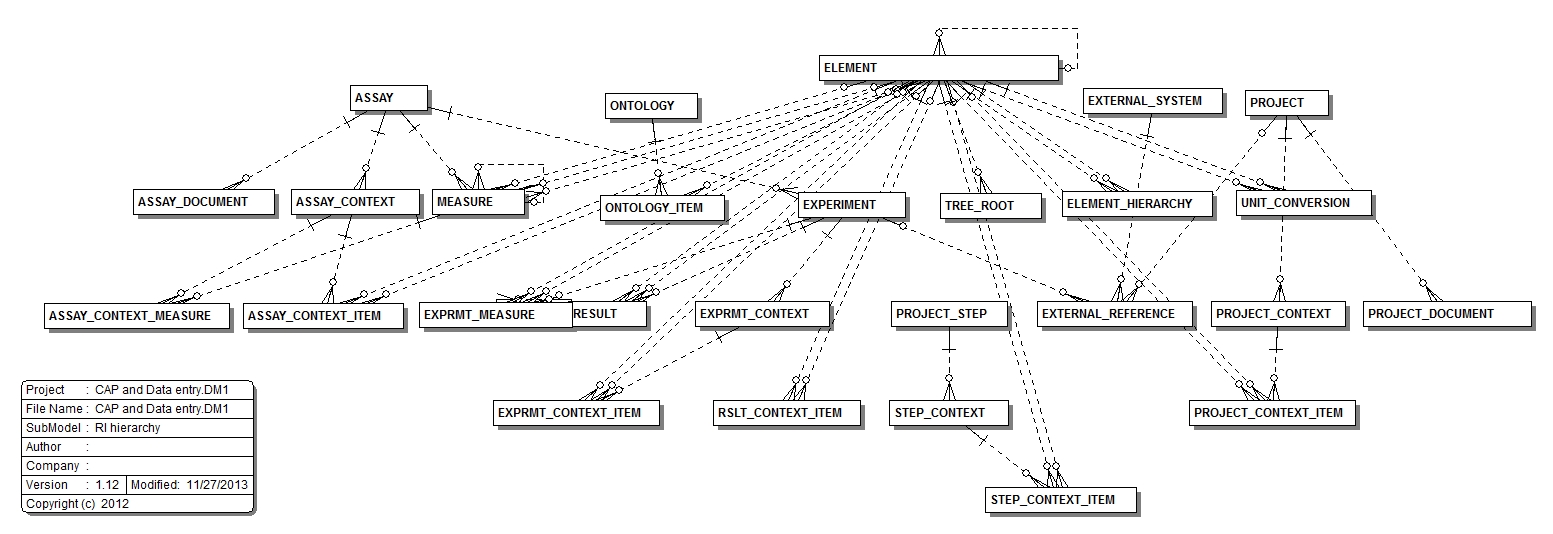 ELEMENT
ASSAY
ONTOLOGY
EXTERNAL_SYSTEM
PROJECT
ASSAY_DOCUMENT
ASSAY_CONTEXT
MEASURE
ONTOLOGY_ITEM
EXPERIMENT
TREE_ROOT
ELEMENT_HIERARCHY
UNIT_CONVERSION
ASSAY_CONTEXT_MEASURE
ASSAY_CONTEXT_ITEM
EXPRMT_MEASURE
RESULT
EXPRMT_CONTEXT
PROJECT_STEP
EXTERNAL_REFERENCE
PROJECT_CONTEXT
PROJECT_DOCUMENT
EXPRMT_CONTEXT_ITEM
RSLT_CONTEXT_ITEM
STEP_CONTEXT
PROJECT_CONTEXT_ITEM
STEP_CONTEXT_ITEM
Project : CAP and Data entry.DM1
File Name : CAP and Data entry.DM1
SubModel : RI hierarchy
Author :
Company :
Version : 1.12 Modified: 11/27/2013
Copyright (c) 2012